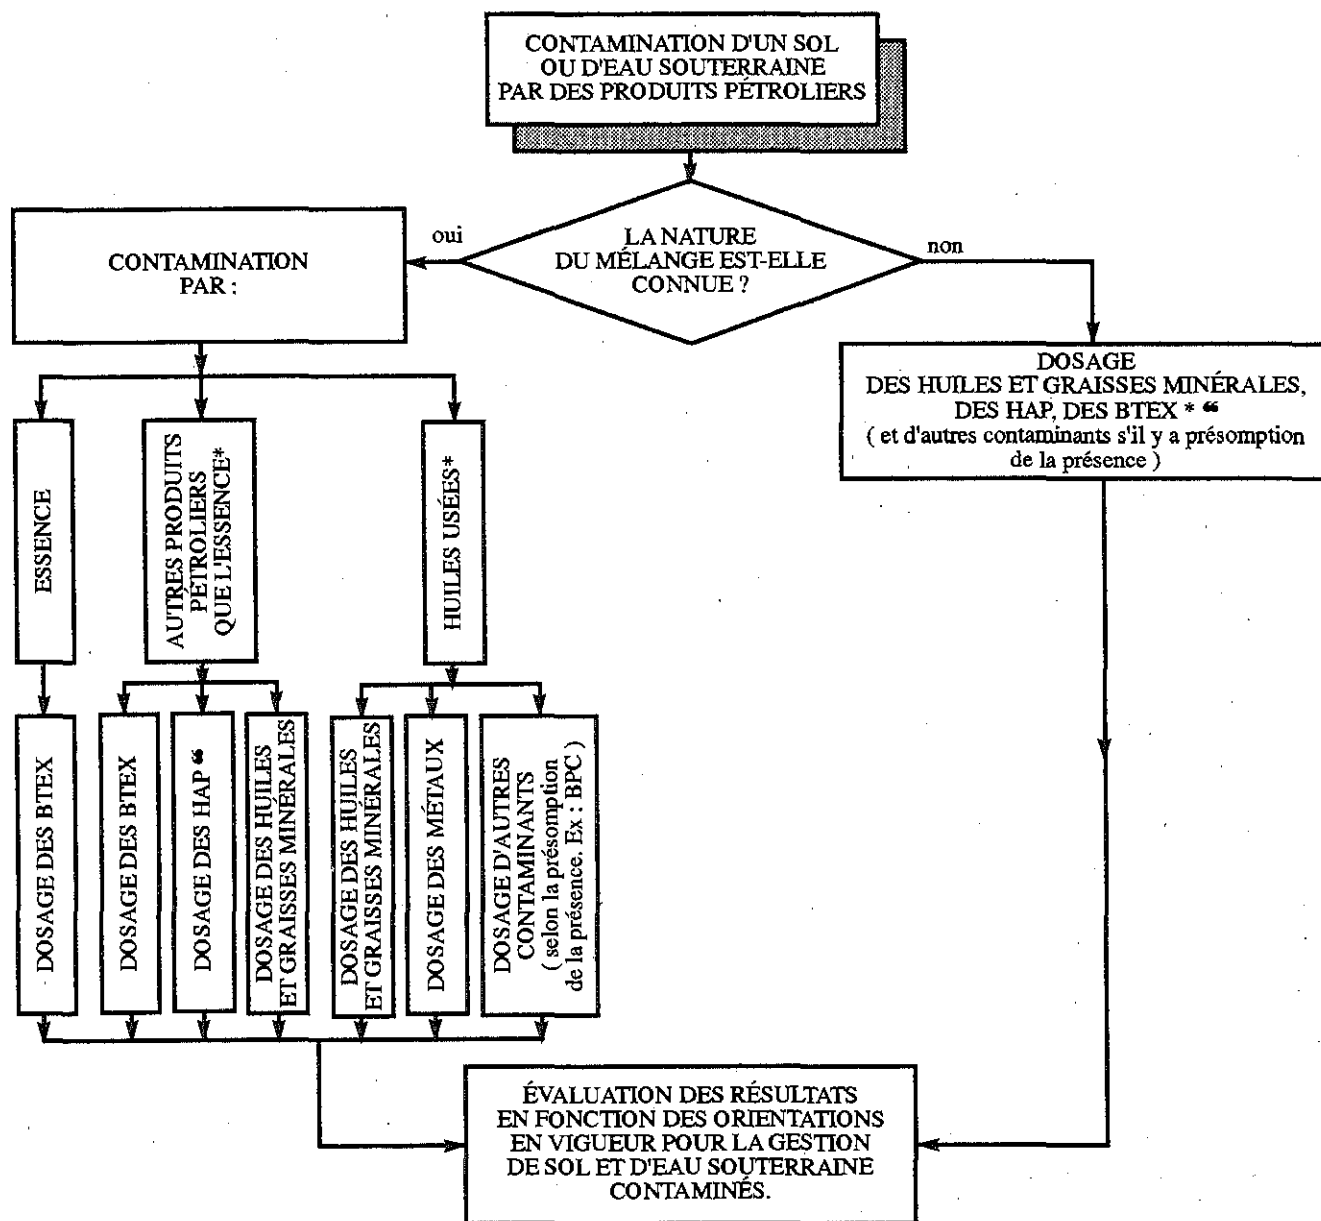 CONTAMINATION D'UN SOL
OU D'EAU SOUTERRAINE
PAR DES PRODUITS PÉTROLIERS
LA NATURE
DU MÉLANGE EST-ELLE
CONNUE ?
oui
non
CONTAMINATION
PAR :
DOSAGE
DES HUILES ET GRAISSES MINÉRALES,
DES HAP, DES BTEX * “
( et d'autres contaminants s'il y a présomption
de la présence )
ESSENCE
AUTRES PRODUITS
PÉTROLIERS
QUE L'ESSENCE*
HUILES USÉES*
DOSAGE DES BTEX
DOSAGE DES BTEX
DOSAGE DES HAP “
DOSAGE DES HUILES
ET GRAISSES MINÉRALES
DOSAGE DES HUILES
ET GRAISSES MINÉRALES
DOSAGE DES MÉTAUX
DOSAGE D'AUTRES
CONTAMINANTS
( selon la présomption
de la présence. Ex : BPC )
ÉVALUATION DES RÉSULTATS
EN FONCTION DES ORIENTATIONS
EN VIGUEUR POUR LA GESTION
DE SOL ET D'EAU SOUTERRAINE
CONTAMINÉS.